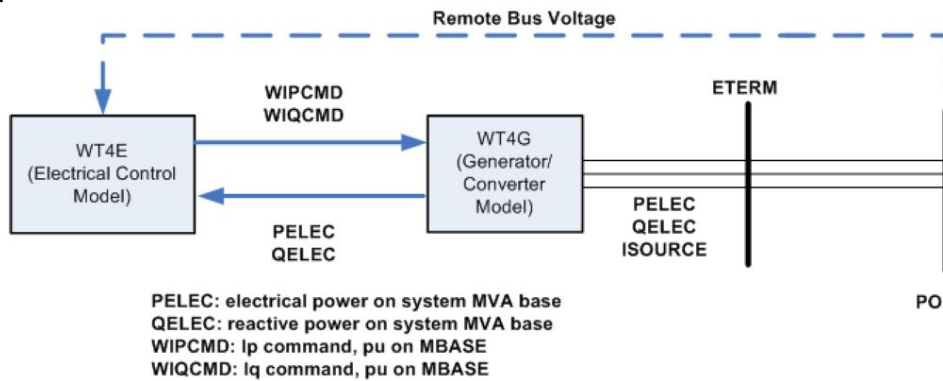 Remote Bus Voltage
WIPCMD
WIQCMD
ETERM
WT4E
(Electrical Control
Model)
WT4G
(Generator/
Converter
Model)
PELEC
QELEC
PELEC
QELEC
ISOURCE
PELEC: electrical power on system MVA base
QELEC: reactive power on system MVA base
WIPCMD: Ip command, pu on MBASE
WIQCMD: Iq command, pu on MBASE
PO